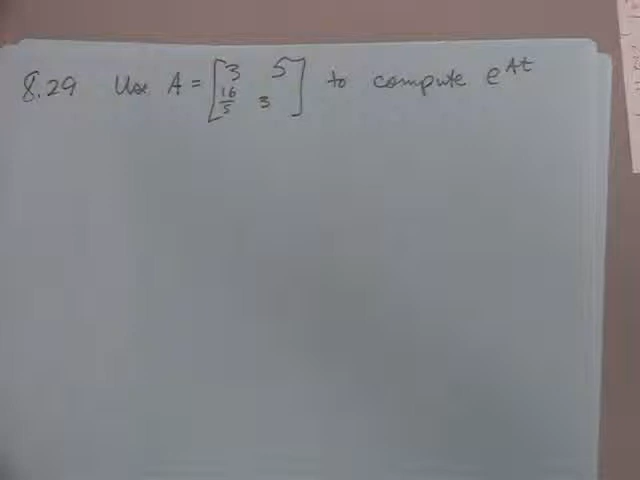 8.29 Use A = [3 5
16/5 3] to compute e^{At}